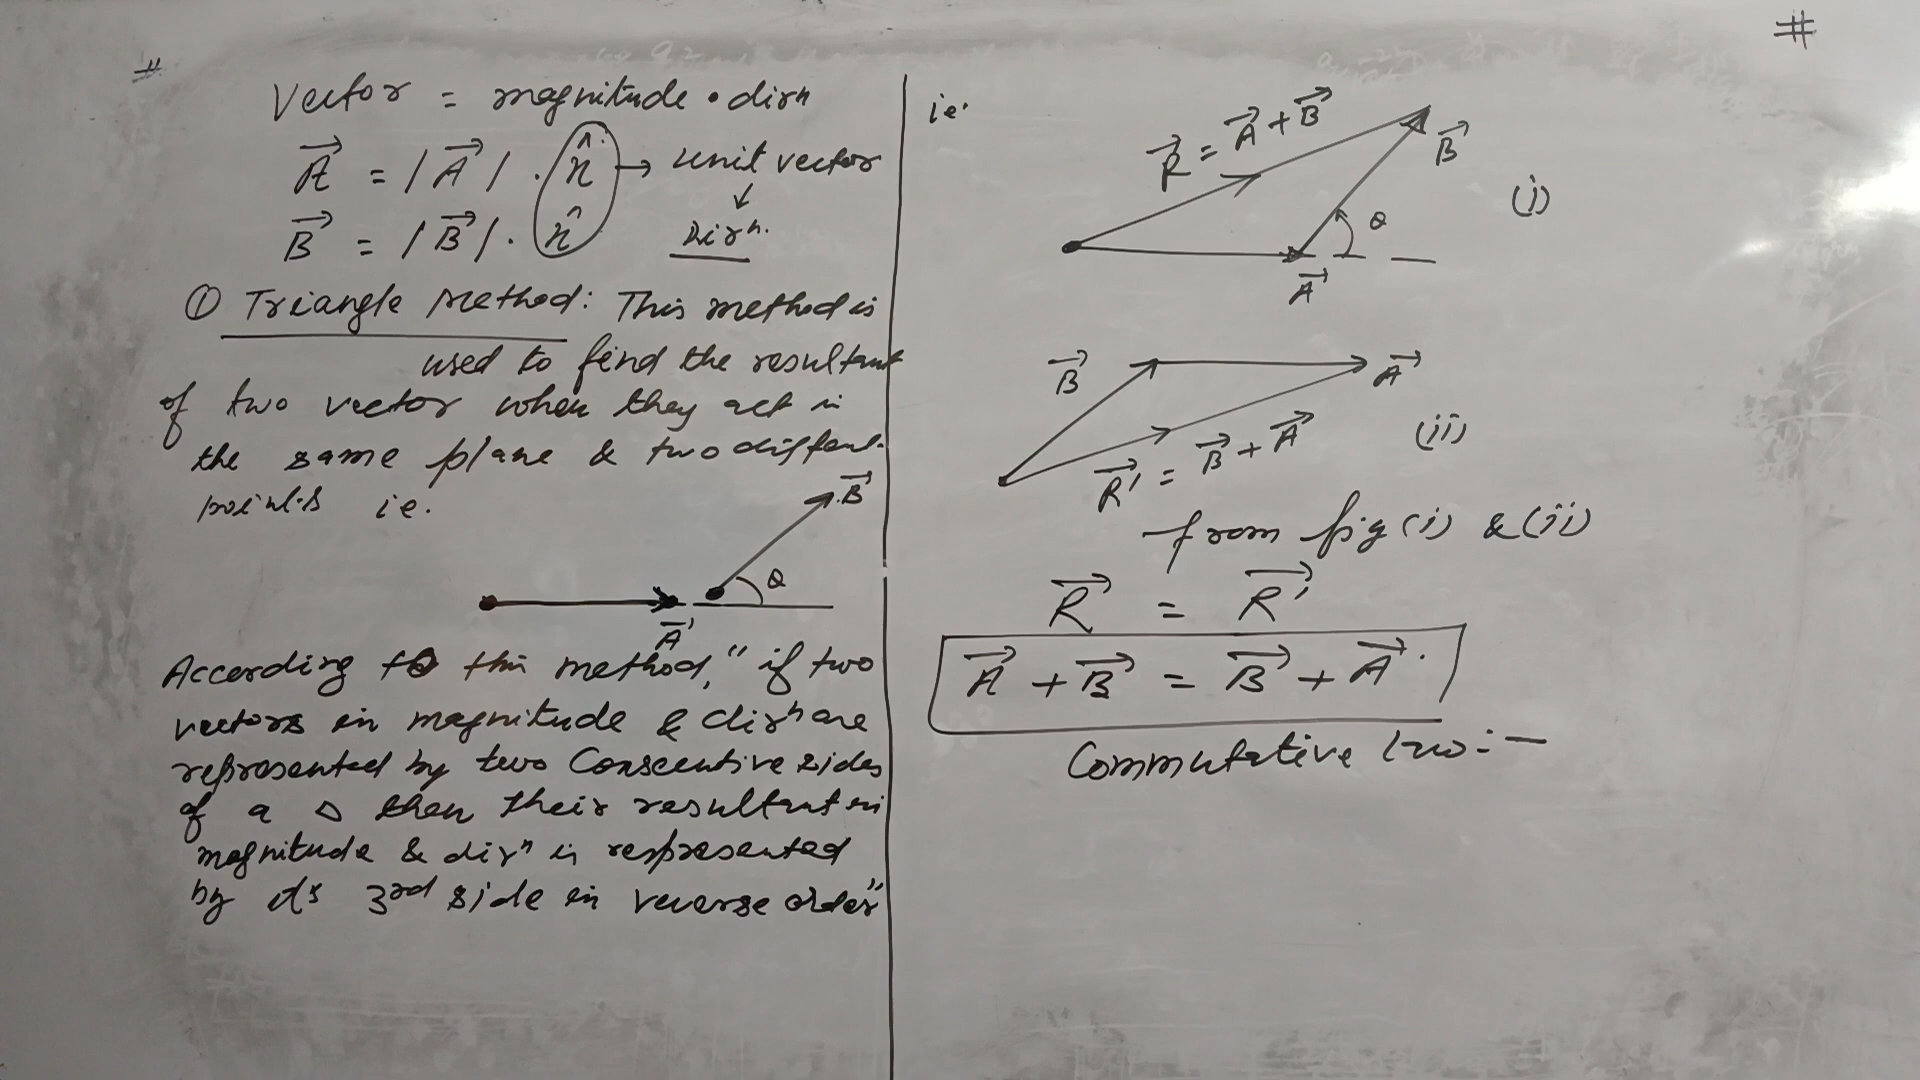 #
Vector = magnitude • dirn
A = |A| . n̂ → unit vector
↓
B = |B| . n̂ Dirn.
① Triangle Method: This method is
used to find the resultant
of two vector when they act in
the same plane & two different
points ie.
B
θ
A
According to this method, "if two
vectors in magnitude & dirn are
represented by two Consecutive sides
of a △ then their resultant in
magnitude & dirn is represented
by its 3rd side in reverse order"
#
ie.
R = A + B
B
(i)
θ
A
B
A
(ii)
R' = B + A
from fig (i) & (ii)
R = R'
A + B = B + A
Commutative law :-